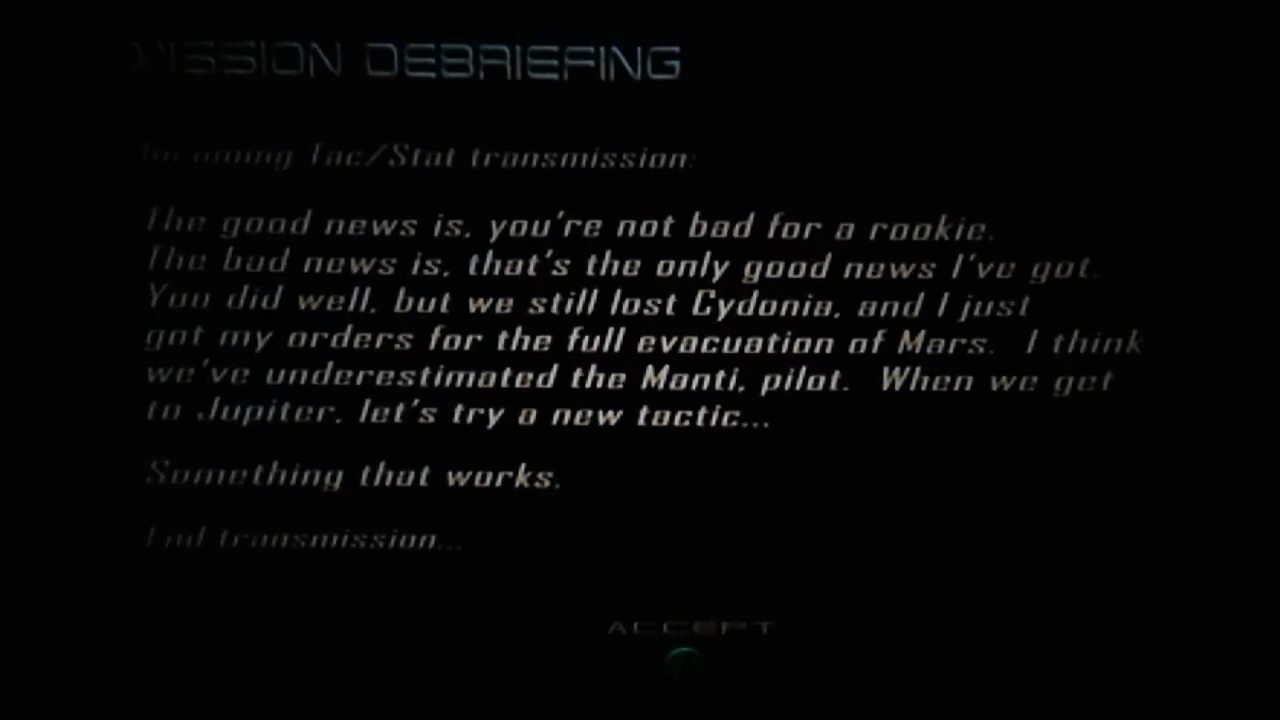 MISSION DEBRIEFING
Incoming Tac/Stat transmission:
The good news is, you're not bad for a rookie.
The bad news is, that's the only good news I've got.
You did well, but we still lost Cydonia, and I just
got my orders for the full evacuation of Mars. I think
we've underestimated the Manti, pilot. When we get
to Jupiter, let's try a new tactic...
Something that works.
End transmission...
ACCEPT